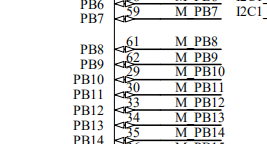 PB6
PB7 59 M_PB7 I2C1_
PB8 61 M_PB8
PB9 62 M_PB9
PB10 29 M_PB10
PB11 30 M_PB11
PB12 33 M_PB12
PB13 34 M_PB13
PB14 35 M_PB14